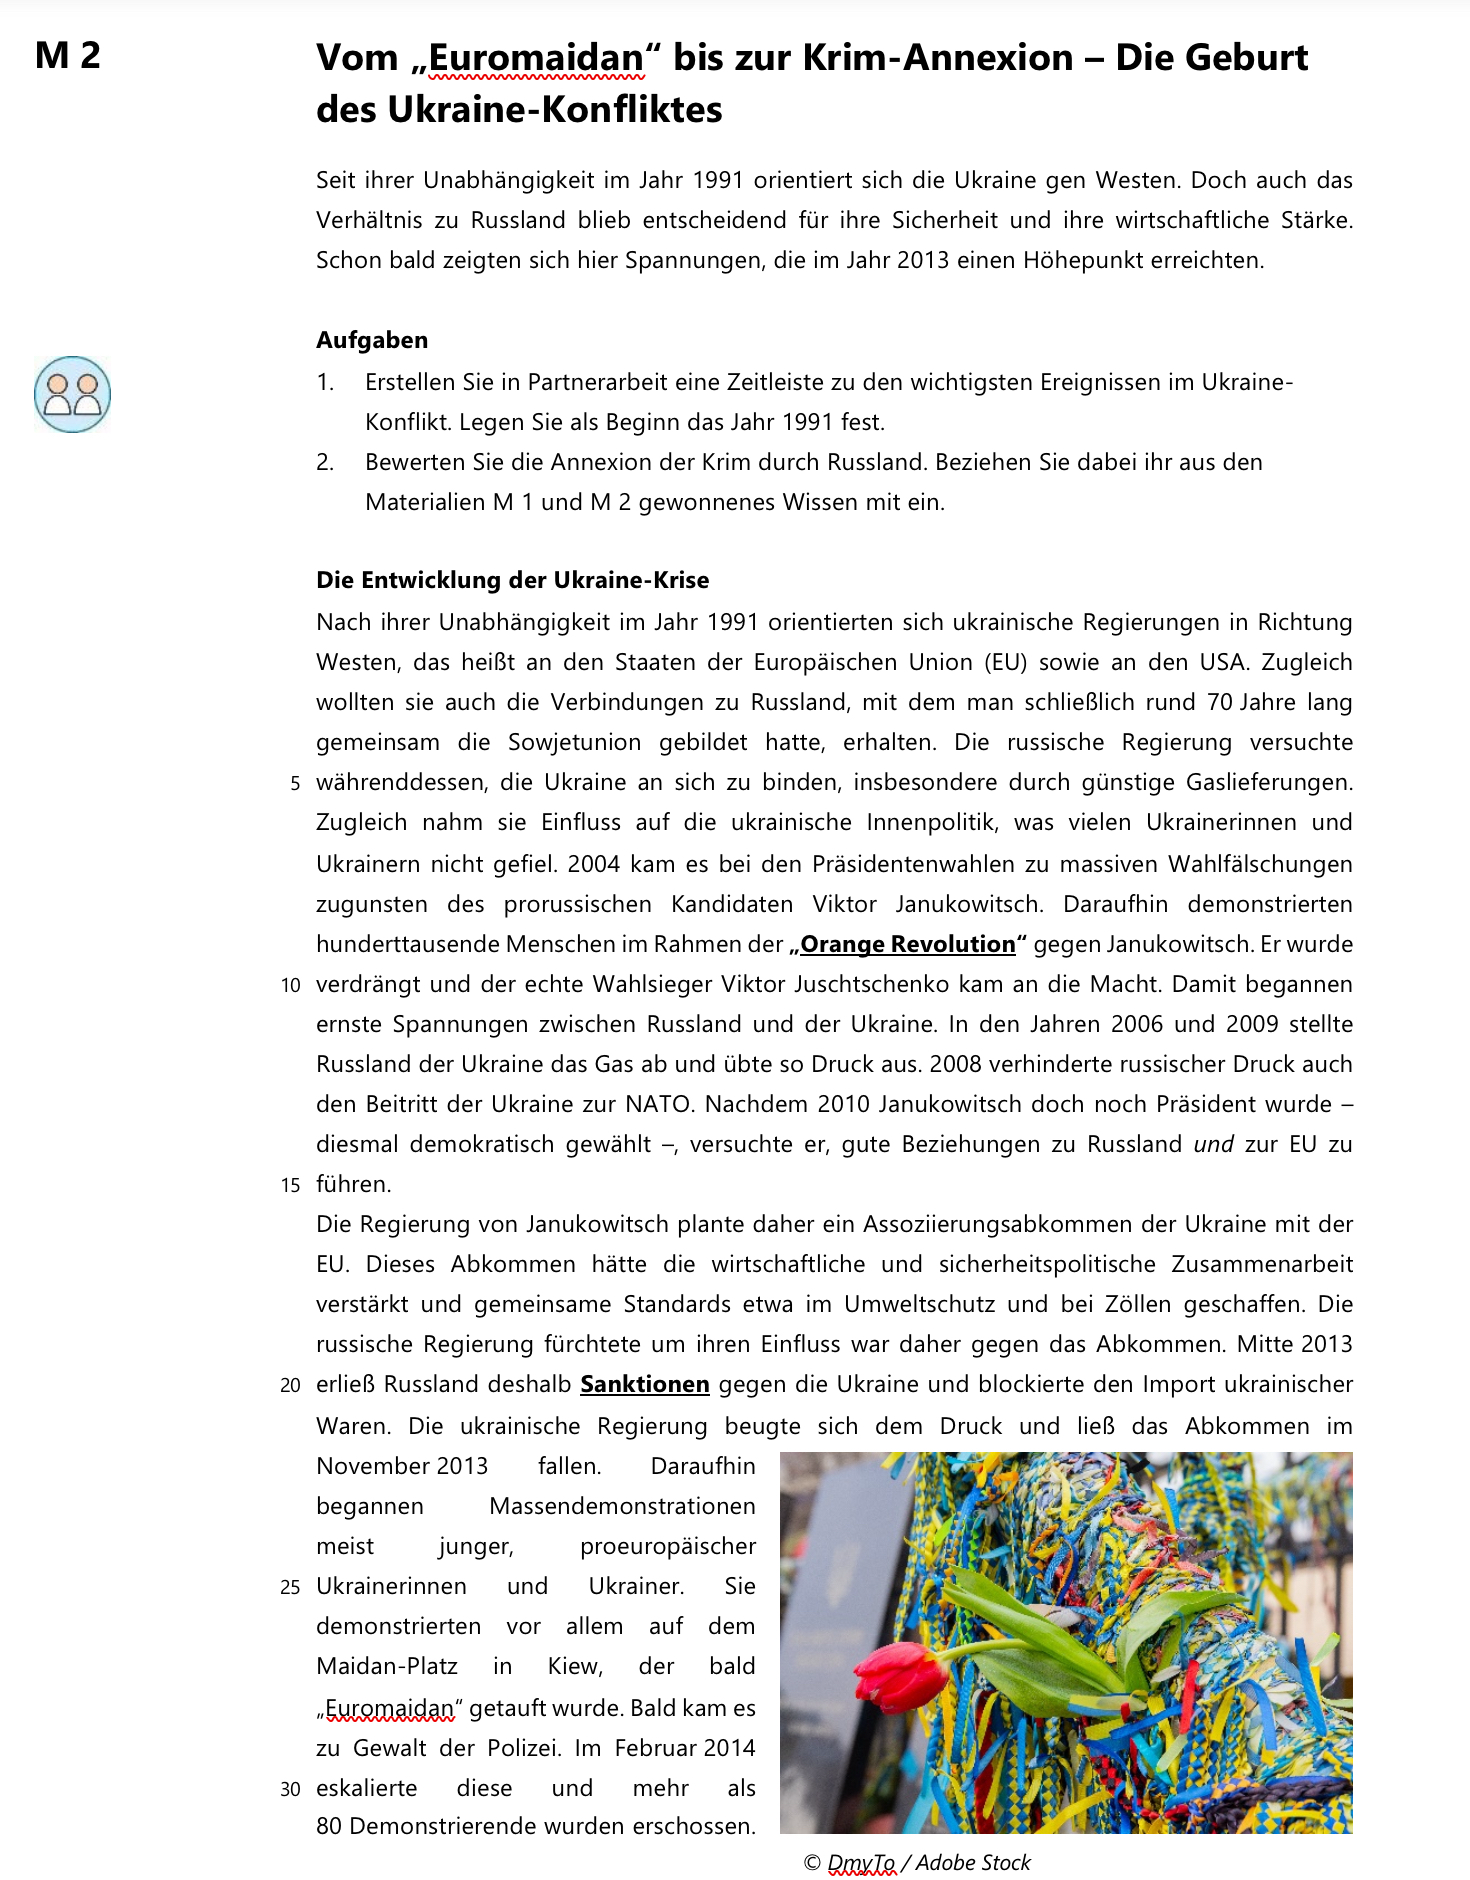 M 2
Vom „Euromaidan“ bis zur Krim-Annexion – Die Geburt
des Ukraine-Konfliktes
Seit ihrer Unabhängigkeit im Jahr 1991 orientiert sich die Ukraine gen Westen. Doch auch das
Verhältnis zu Russland blieb entscheidend für ihre Sicherheit und ihre wirtschaftliche Stärke.
Schon bald zeigten sich hier Spannungen, die im Jahr 2013 einen Höhepunkt erreichten.
Aufgaben
1. Erstellen Sie in Partnerarbeit eine Zeitleiste zu den wichtigsten Ereignissen im Ukraine-
Konflikt. Legen Sie als Beginn das Jahr 1991 fest.
2. Bewerten Sie die Annexion der Krim durch Russland. Beziehen Sie dabei ihr aus den
Materialien M 1 und M 2 gewonnenes Wissen mit ein.
Die Entwicklung der Ukraine-Krise
Nach ihrer Unabhängigkeit im Jahr 1991 orientierten sich ukrainische Regierungen in Richtung
Westen, das heißt an den Staaten der Europäischen Union (EU) sowie an den USA. Zugleich
wollten sie auch die Verbindungen zu Russland, mit dem man schließlich rund 70 Jahre lang
gemeinsam die Sowjetunion gebildet hatte, erhalten. Die russische Regierung versuchte
5 währenddessen, die Ukraine an sich zu binden, insbesondere durch günstige Gaslieferungen.
Zugleich nahm sie Einfluss auf die ukrainische Innenpolitik, was vielen Ukrainerinnen und
Ukrainern nicht gefiel. 2004 kam es bei den Präsidentenwahlen zu massiven Wahlfälschungen
zugunsten des prorussischen Kandidaten Viktor Janukowitsch. Daraufhin demonstrierten
hunderttausende Menschen im Rahmen der „Orange Revolution“ gegen Janukowitsch. Er wurde
10 verdrängt und der echte Wahlsieger Viktor Juschtschenko kam an die Macht. Damit begannen
ernste Spannungen zwischen Russland und der Ukraine. In den Jahren 2006 und 2009 stellte
Russland der Ukraine das Gas ab und übte so Druck aus. 2008 verhinderte russischer Druck auch
den Beitritt der Ukraine zur NATO. Nachdem 2010 Janukowitsch doch noch Präsident wurde –
diesmal demokratisch gewählt –, versuchte er, gute Beziehungen zu Russland und zur EU zu
15 führen.
Die Regierung von Janukowitsch plante daher ein Assoziierungsabkommen der Ukraine mit der
EU. Dieses Abkommen hätte die wirtschaftliche und sicherheitspolitische Zusammenarbeit
verstärkt und gemeinsame Standards etwa im Umweltschutz und bei Zöllen geschaffen. Die
russische Regierung fürchtete um ihren Einfluss war daher gegen das Abkommen. Mitte 2013
20 erließ Russland deshalb Sanktionen gegen die Ukraine und blockierte den Import ukrainischer
Waren. Die ukrainische Regierung beugte sich dem Druck und ließ das Abkommen im
November 2013 fallen. Daraufhin
begannen Massendemonstrationen
meist junger, proeuropäischer
25 Ukrainerinnen und Ukrainer. Sie
demonstrierten vor allem auf dem
Maidan-Platz in Kiew, der bald
„Euromaidan“ getauft wurde. Bald kam es
zu Gewalt der Polizei. Im Februar 2014
30 eskalierte diese und mehr als
80 Demonstrierende wurden erschossen.
© DmyTo / Adobe Stock